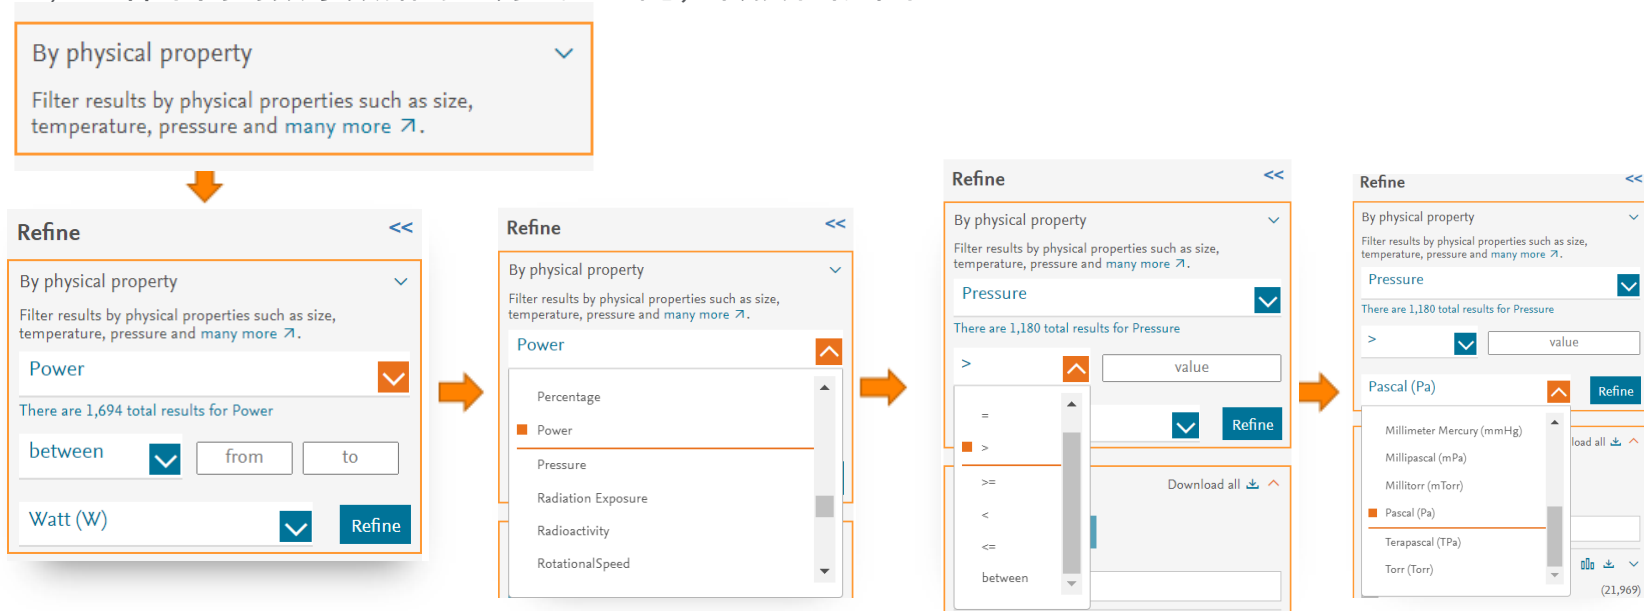 By physical property
Filter results by physical properties such as size,
temperature, pressure and many more ↗.
Refine <<
By physical property
Filter results by physical properties such as size,
temperature, pressure and many more ↗.
Power
There are 1,694 total results for Power
between from to
Watt (W) Refine
Refine <<
By physical property
Filter results by physical properties such as size,
temperature, pressure and many more ↗.
Power
Percentage
Power
Pressure
Radiation Exposure
Radioactivity
RotationalSpeed
Refine <<
By physical property
Filter results by physical properties such as size,
temperature, pressure and many more ↗.
Pressure
There are 1,180 total results for Pressure
> value
=
Refine
>
>=
Download all
<
<=
between
Refine <<
By physical property
Filter results by physical properties such as size,
temperature, pressure and many more ↗.
Pressure
There are 1,180 total results for Pressure
> value
Pascal (Pa) Refine
Millimeter Mercury (mmHg)
load all
Millipascal (mPa)
Millitorr (mTorr)
Pascal (Pa)
Terapascal (TPa)
Torr (Torr)
(21,969)